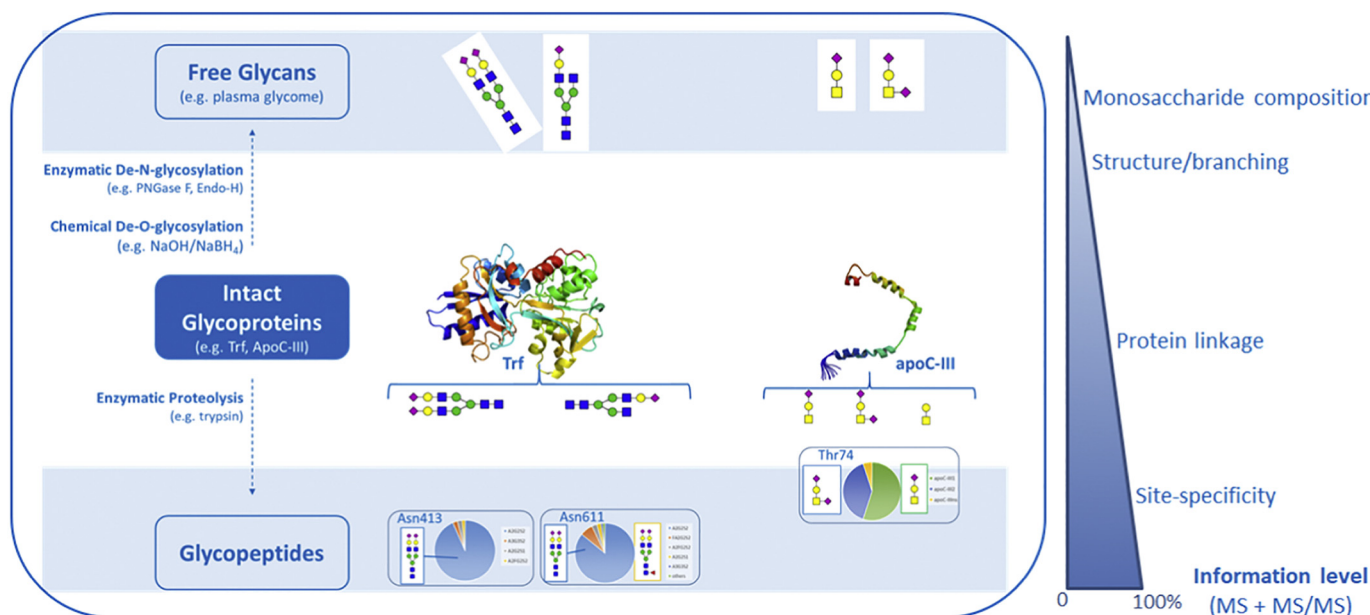 Free Glycans
(e.g. plasma glycome)
Enzymatic De-N-glycosylation
(e.g. PNGase F, Endo-H)
Chemical De-O-glycosylation
(e.g. NaOH/NaBH₄)
Intact
Glycoproteins
(e.g. Trf, ApoC-III)
Enzymatic Proteolysis
(e.g. trypsin)
Glycopeptides
Trf
apoC-III
Thr74
Asn413
Asn611
others
Monosaccharide composition
Structure/branching
Protein linkage
Site-specificity
0
100%
Information level
(MS + MS/MS)